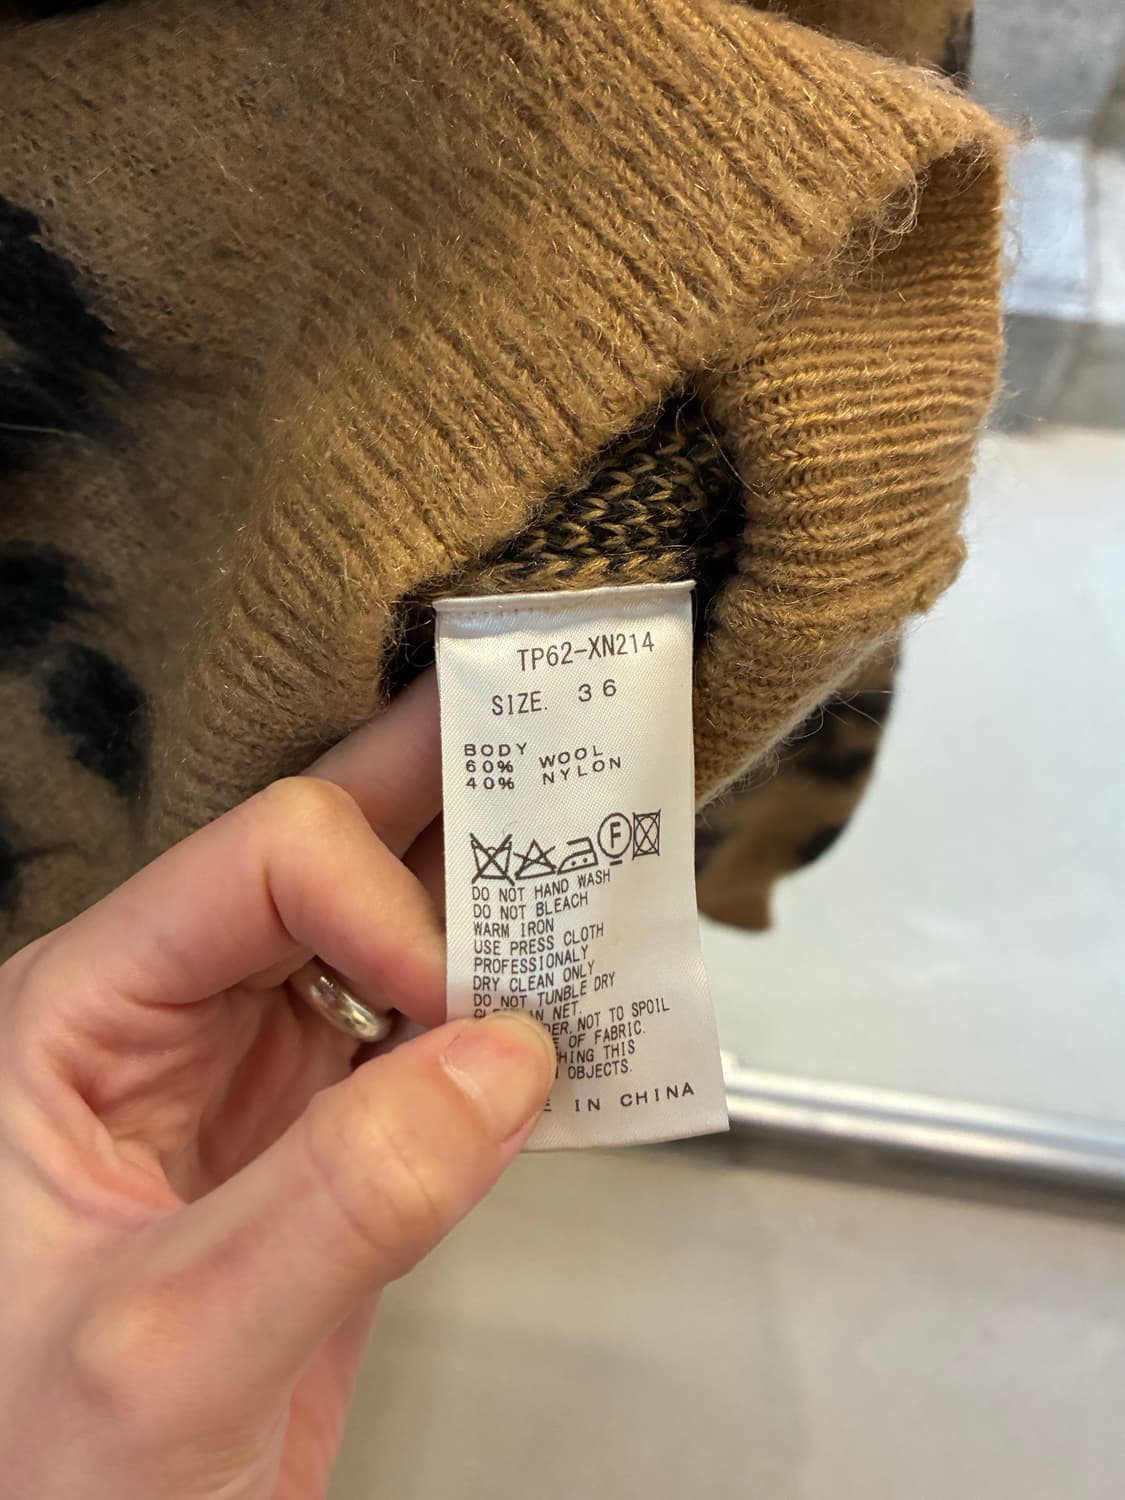 TP62-XN214
SIZE. 36
BODY
60% WOOL
40% NYLON
F
DO NOT HAND WASH
DO NOT BLEACH
WARM IRON
USE PRESS CLOTH
PROFESSIONALY
DRY CLEAN ONLY
DO NOT TUNBLE DRY
IN NET.
NOT TO SPOIL
OF FABRIC.
THIS
OBJECTS.
IN CHINA